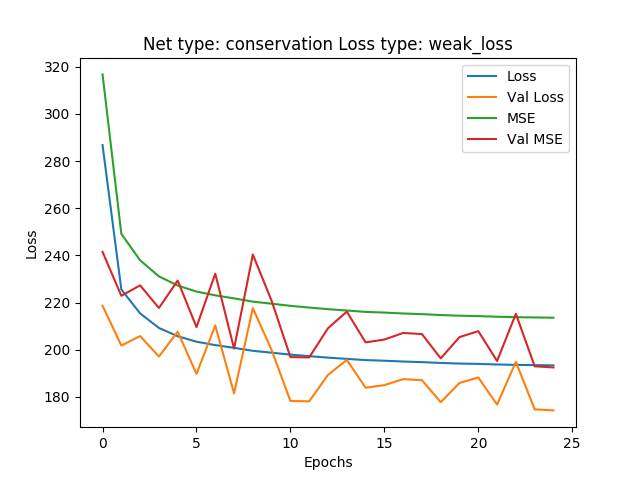 Net type: conservation Loss type: weak_loss
Loss
Val Loss
MSE
Val MSE
320
300
280
260
240
220
200
180
Loss
0
5
10
15
20
25
Epochs